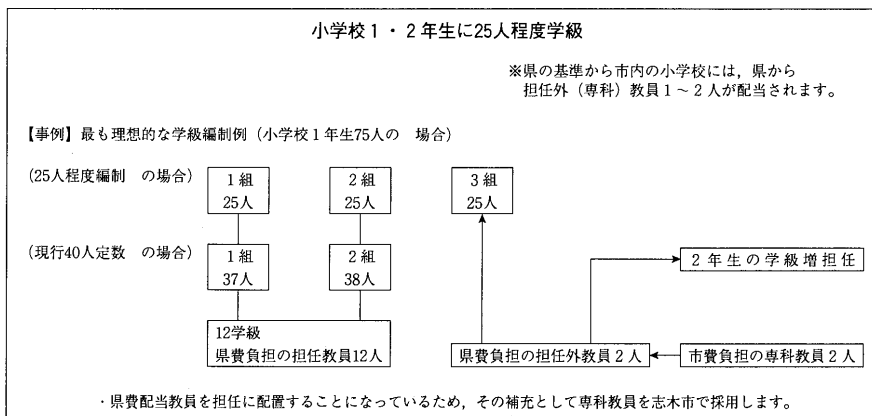 小学校１・２年生に25人程度学級
※県の基準から市内の小学校には，県から
担任外（専科）教員１～２人が配当されます。
【事例】最も理想的な学級編制例（小学校１年生75人の　場合）
(25人程度編制　の場合)
１組
25人
２組
25人
３組
25人
(現行40人定数　の場合)
１組
37人
２組
38人
２年生の学級増担任
12学級
県費負担の担任教員12人
県費負担の担任外教員２人
市費負担の専科教員２人
・県費配当教員を担任に配置することになっているため，その補充として専科教員を志木市で採用します。